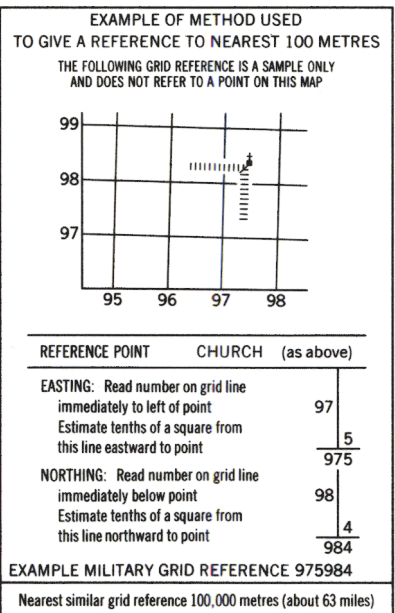 EXAMPLE OF METHOD USED
TO GIVE A REFERENCE TO NEAREST 100 METRES
THE FOLLOWING GRID REFERENCE IS A SAMPLE ONLY
AND DOES NOT REFER TO A POINT ON THIS MAP
99
98
97
95 96 97 98
REFERENCE POINT CHURCH (as above)
EASTING: Read number on grid line
immediately to left of point 97
Estimate tenths of a square from
this line eastward to point 5
975
NORTHING: Read number on grid line
immediately below point 98
Estimate tenths of a square from
this line northward to point 4
984
EXAMPLE MILITARY GRID REFERENCE 975984
Nearest similar grid reference 100,000 metres (about 63 miles)